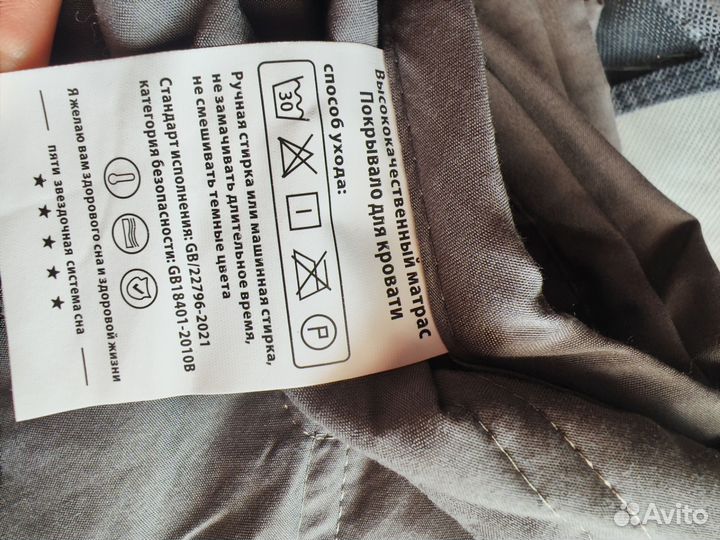 Высококачественный матрас
Покрывало для кровати
способ ухода:
30
P
Ручная стирка или машинная стирка,
не замачивать длительное время,
не смешивать темные цвета
Стандарт исполнения: GB/22796-2021
категория безопасности: GB18401-2010B
Я желаю вам здорового сна и здоровой жизни
пяти звездочная система сна
Avito